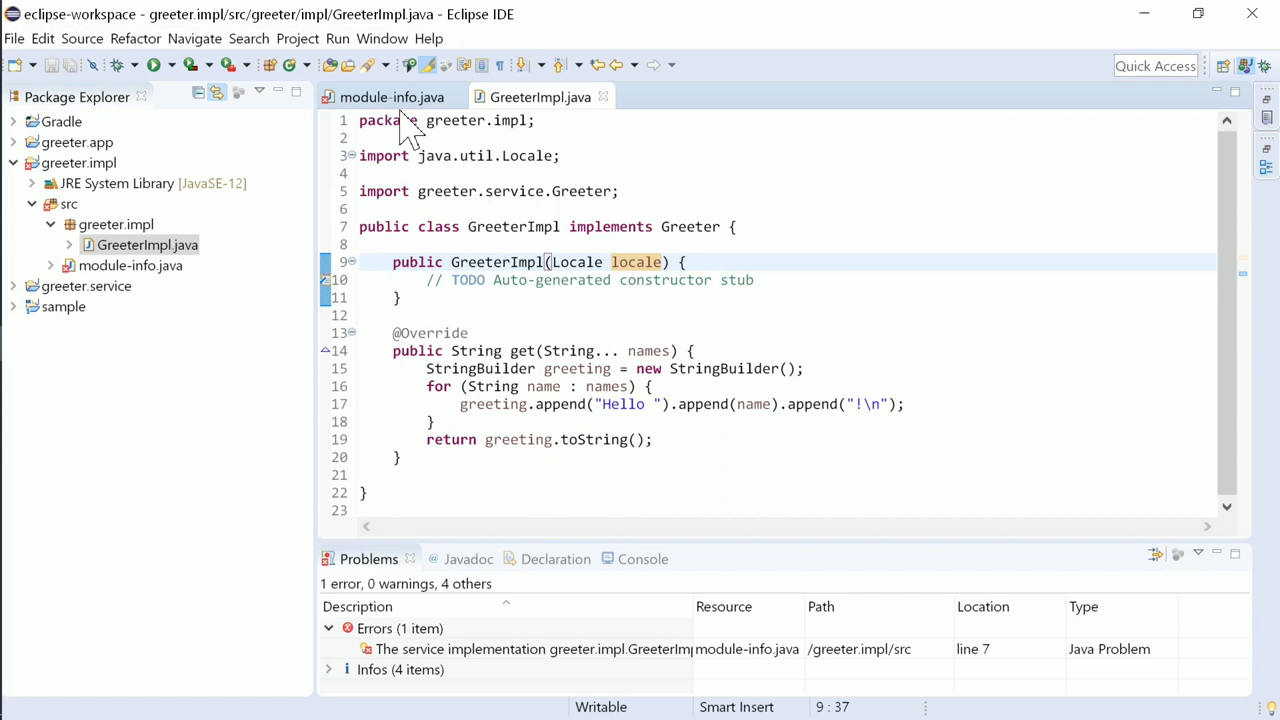 eclipse-workspace - greeter.impl/src/greeter/impl/GreeterImpl.java - Eclipse IDE
File Edit Source Refactor Navigate Search Project Run Window Help
Quick Access
Package Explorer
Gradle
greeter.app
greeter.impl
JRE System Library [JavaSE-12]
src
greeter.impl
GreeterImpl.java
module-info.java
greeter.service
sample
module-info.java GreeterImpl.java
1 package greeter.impl;
2
3 import java.util.Locale;
4
5 import greeter.service.Greeter;
6
7 public class GreeterImpl implements Greeter {
8
9 public GreeterImpl(Locale locale) {
10 // TODO Auto-generated constructor stub
11 }
12
13 @Override
14 public String get(String... names) {
15 StringBuilder greeting = new StringBuilder();
16 for (String name : names) {
17 greeting.append("Hello ").append(name).append("!\n");
18 }
19 return greeting.toString();
20 }
21
22 }
23
Problems @ Javadoc Declaration Console
1 error, 0 warnings, 4 others
Description Resource Path Location Type
Errors (1 item)
The service implementation greeter.impl.GreeterImp module-info.java /greeter.impl/src line 7 Java Problem
Infos (4 items)
Writable Smart Insert 9 : 37